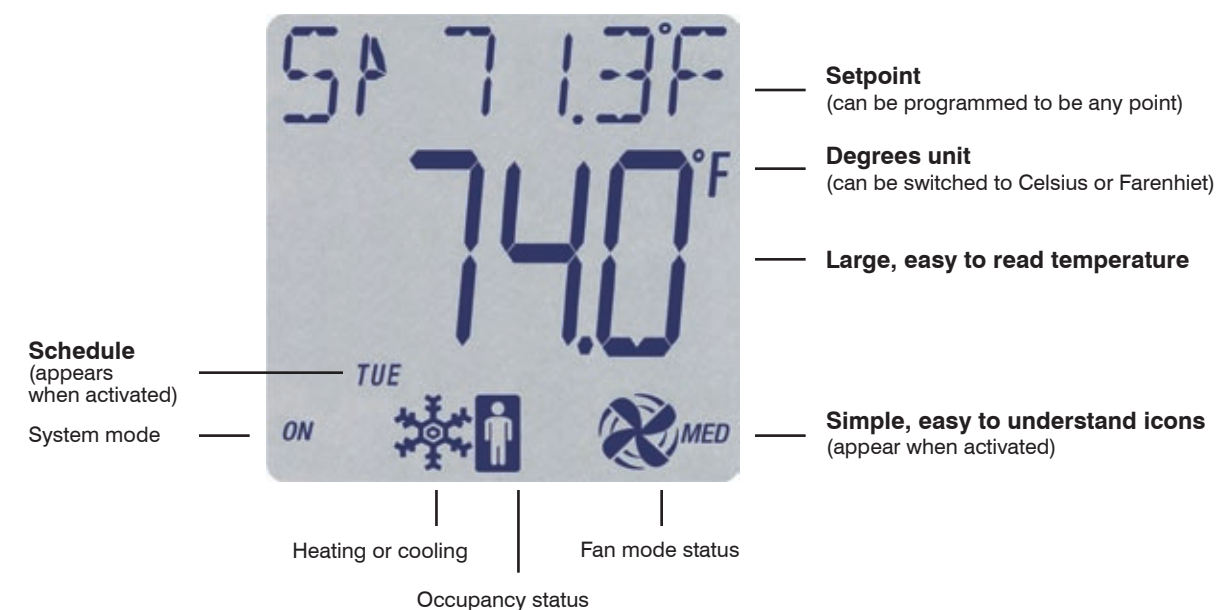 SP 71.3°F
Setpoint
(can be programmed to be any point)
74.0°F
Degrees unit
(can be switched to Celsius or Farenhiet)
Large, easy to read temperature
Schedule
(appears
when activated)
TUE
System mode
ON
MED
Simple, easy to understand icons
(appear when activated)
Heating or cooling
Fan mode status
Occupancy status